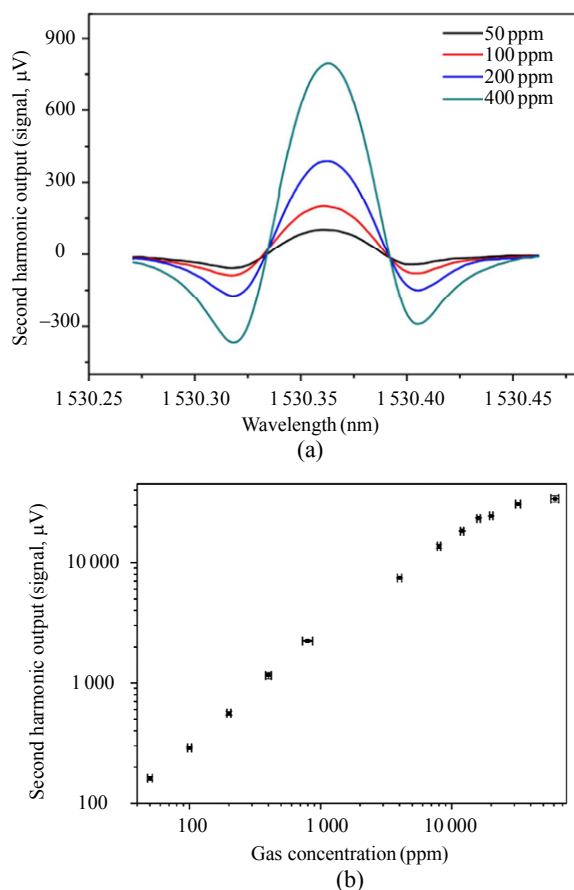 900
600
300
0
−300
Second harmonic output (signal, μV)
50 ppm
100 ppm
200 ppm
400 ppm
1 530.25 1 530.30 1 530.35 1 530.40 1 530.45
Wavelength (nm)
(a)
10 000
1 000
100
Second harmonic output (signal, μV)
100 1 000 10 000
Gas concentration (ppm)
(b)